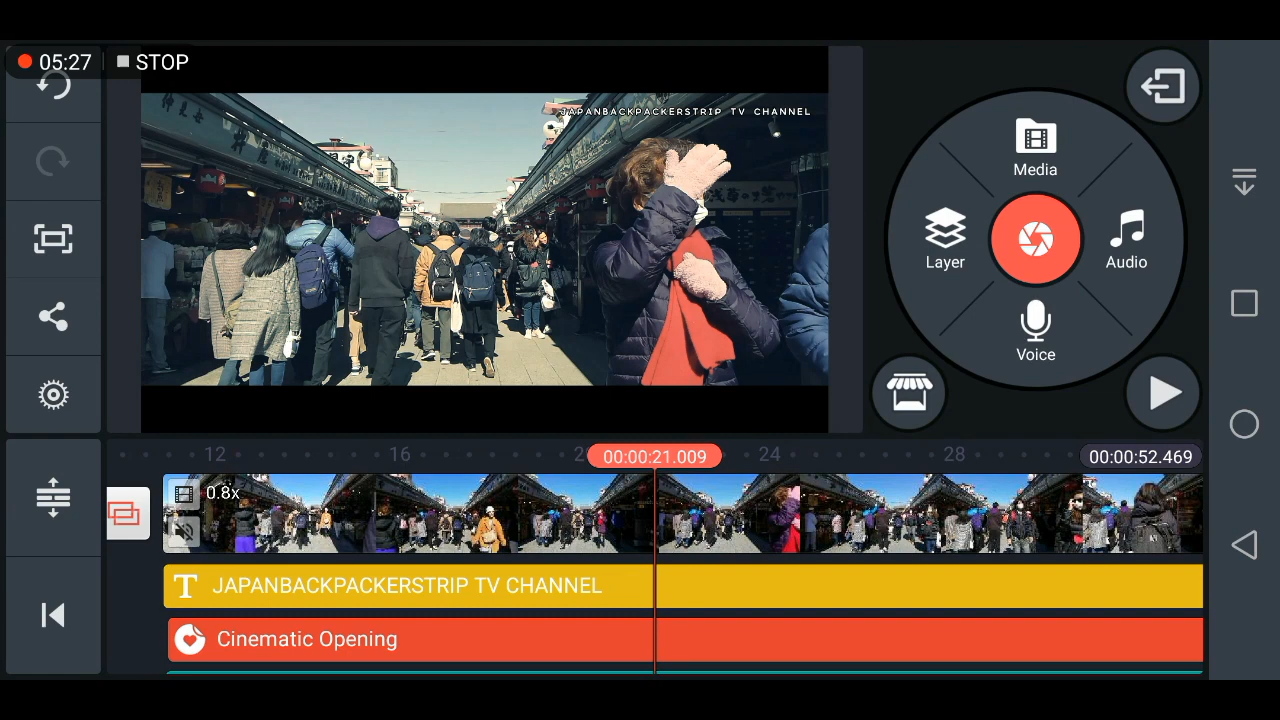 05:27
STOP
JAPANBACKPACKERSTRIP TV CHANNEL
Media
Layer
Audio
Voice
12
16
00:00:21.009
24
28
00:00:52.469
0.8x
JAPANBACKPACKERSTRIP TV CHANNEL
Cinematic Opening